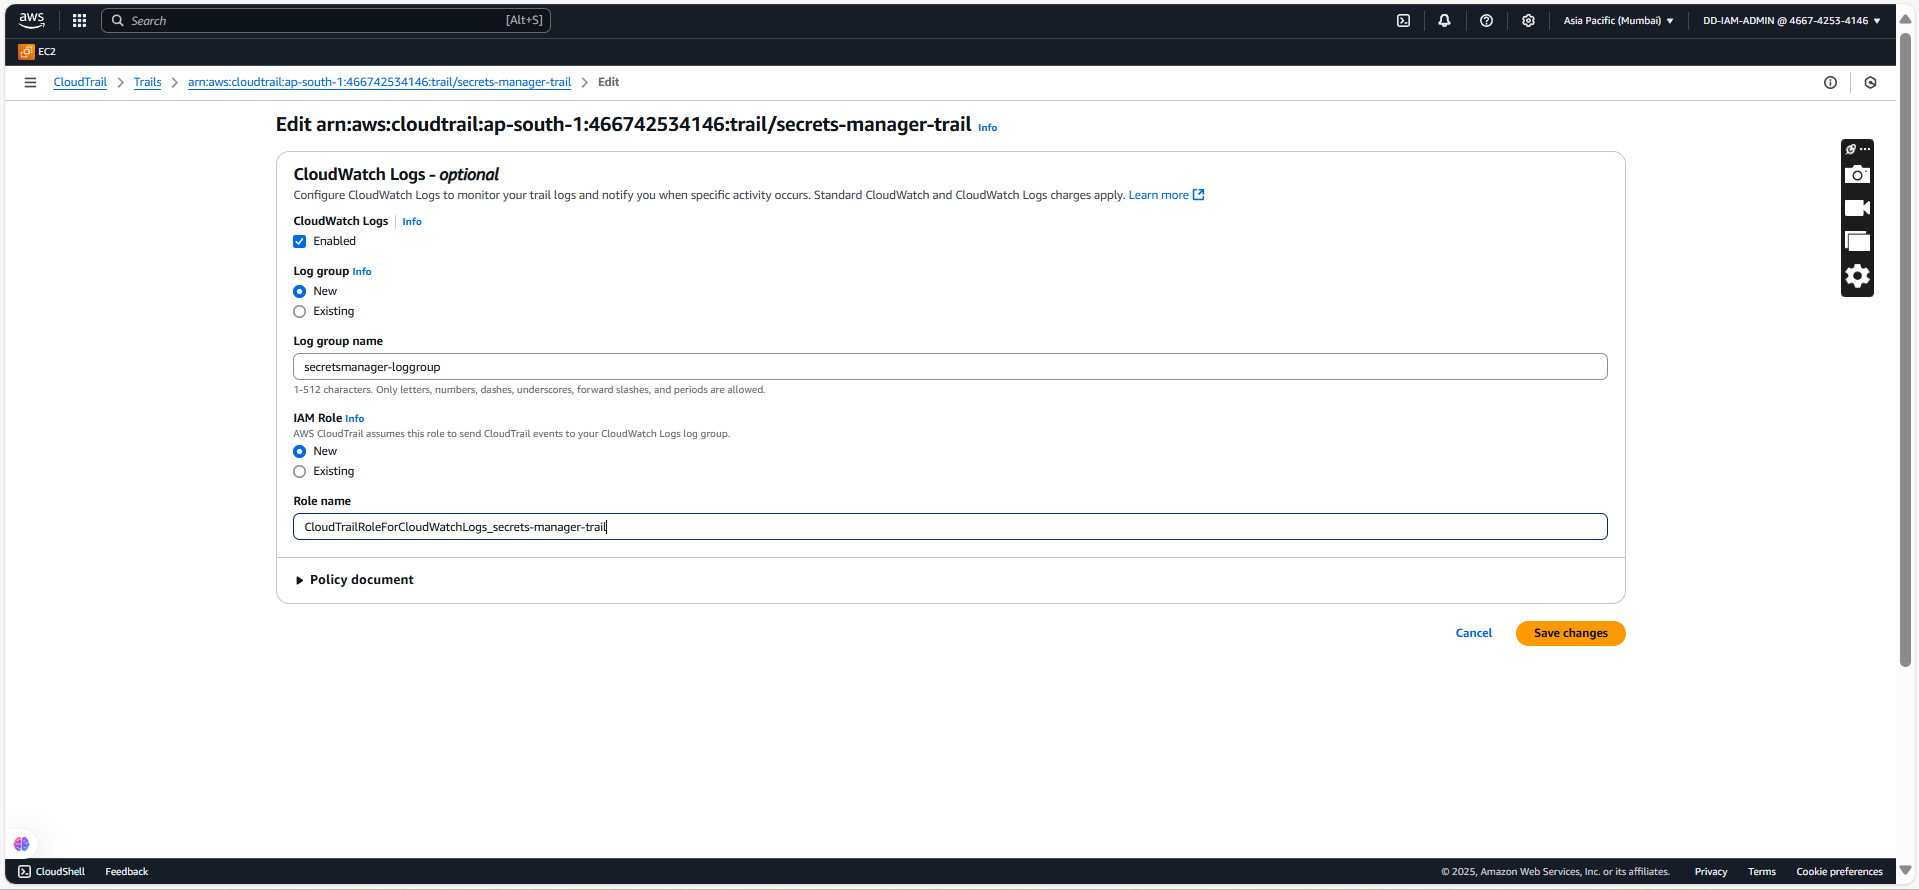 aws Search [Alt+S] Asia Pacific (Mumbai) DD-IAM-ADMIN @ 4667-4253-4146
EC2
CloudTrail Trails arn:aws:cloudtrail:ap-south-1:466742534146:trail/secrets-manager-trail Edit
Edit arn:aws:cloudtrail:ap-south-1:466742534146:trail/secrets-manager-trail Info
CloudWatch Logs - optional
Configure CloudWatch Logs to monitor your trail logs and notify you when specific activity occurs. Standard CloudWatch and CloudWatch Logs charges apply. Learn more
CloudWatch Logs Info
Enabled
Log group Info
New
Existing
Log group name
secretsmanager-loggroup
1-512 characters. Only letters, numbers, dashes, underscores, forward slashes, and periods are allowed.
IAM Role Info
AWS CloudTrail assumes this role to send CloudTrail events to your CloudWatch Logs log group.
New
Existing
Role name
CloudTrailRoleForCloudWatchLogs_secrets-manager-trail
Policy document
Cancel Save changes
CloudShell Feedback © 2025, Amazon Web Services, Inc. or its affiliates. Privacy Terms Cookie preferences